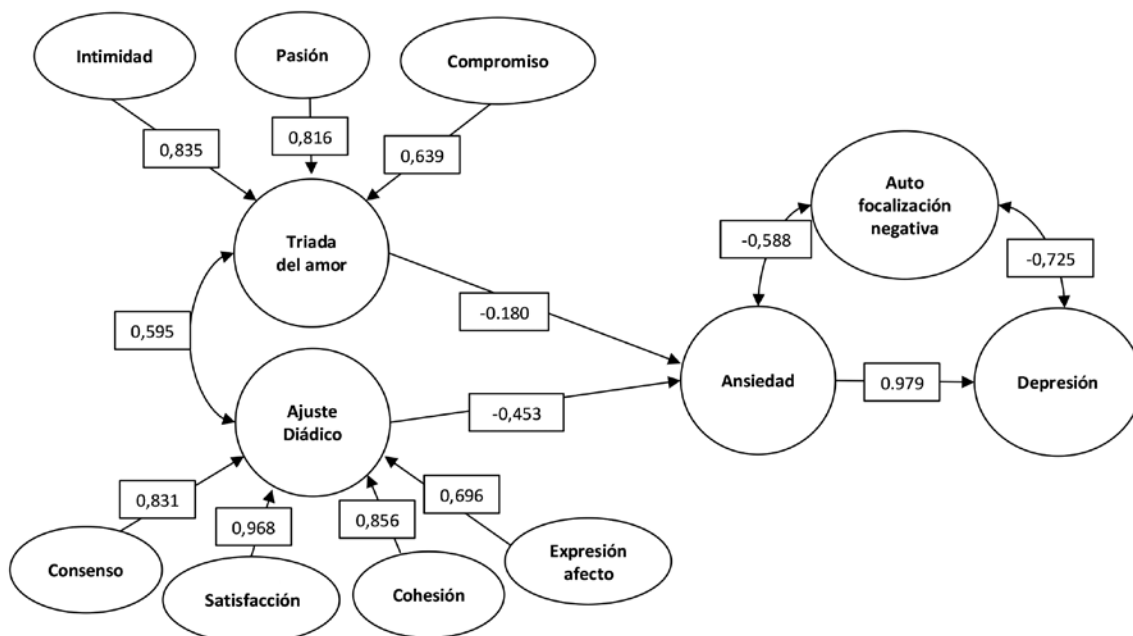 Intimidad
Pasión
Compromiso
0,835
0,816
0,639
Triada
del amor
Auto
focalización
negativa
-0,588
-0,725
-0.180
0,595
Ansiedad
0.979
Depresión
Ajuste
Diádico
-0,453
0,831
0,968
0,856
0,696
Consenso
Satisfacción
Cohesión
Expresión
afecto